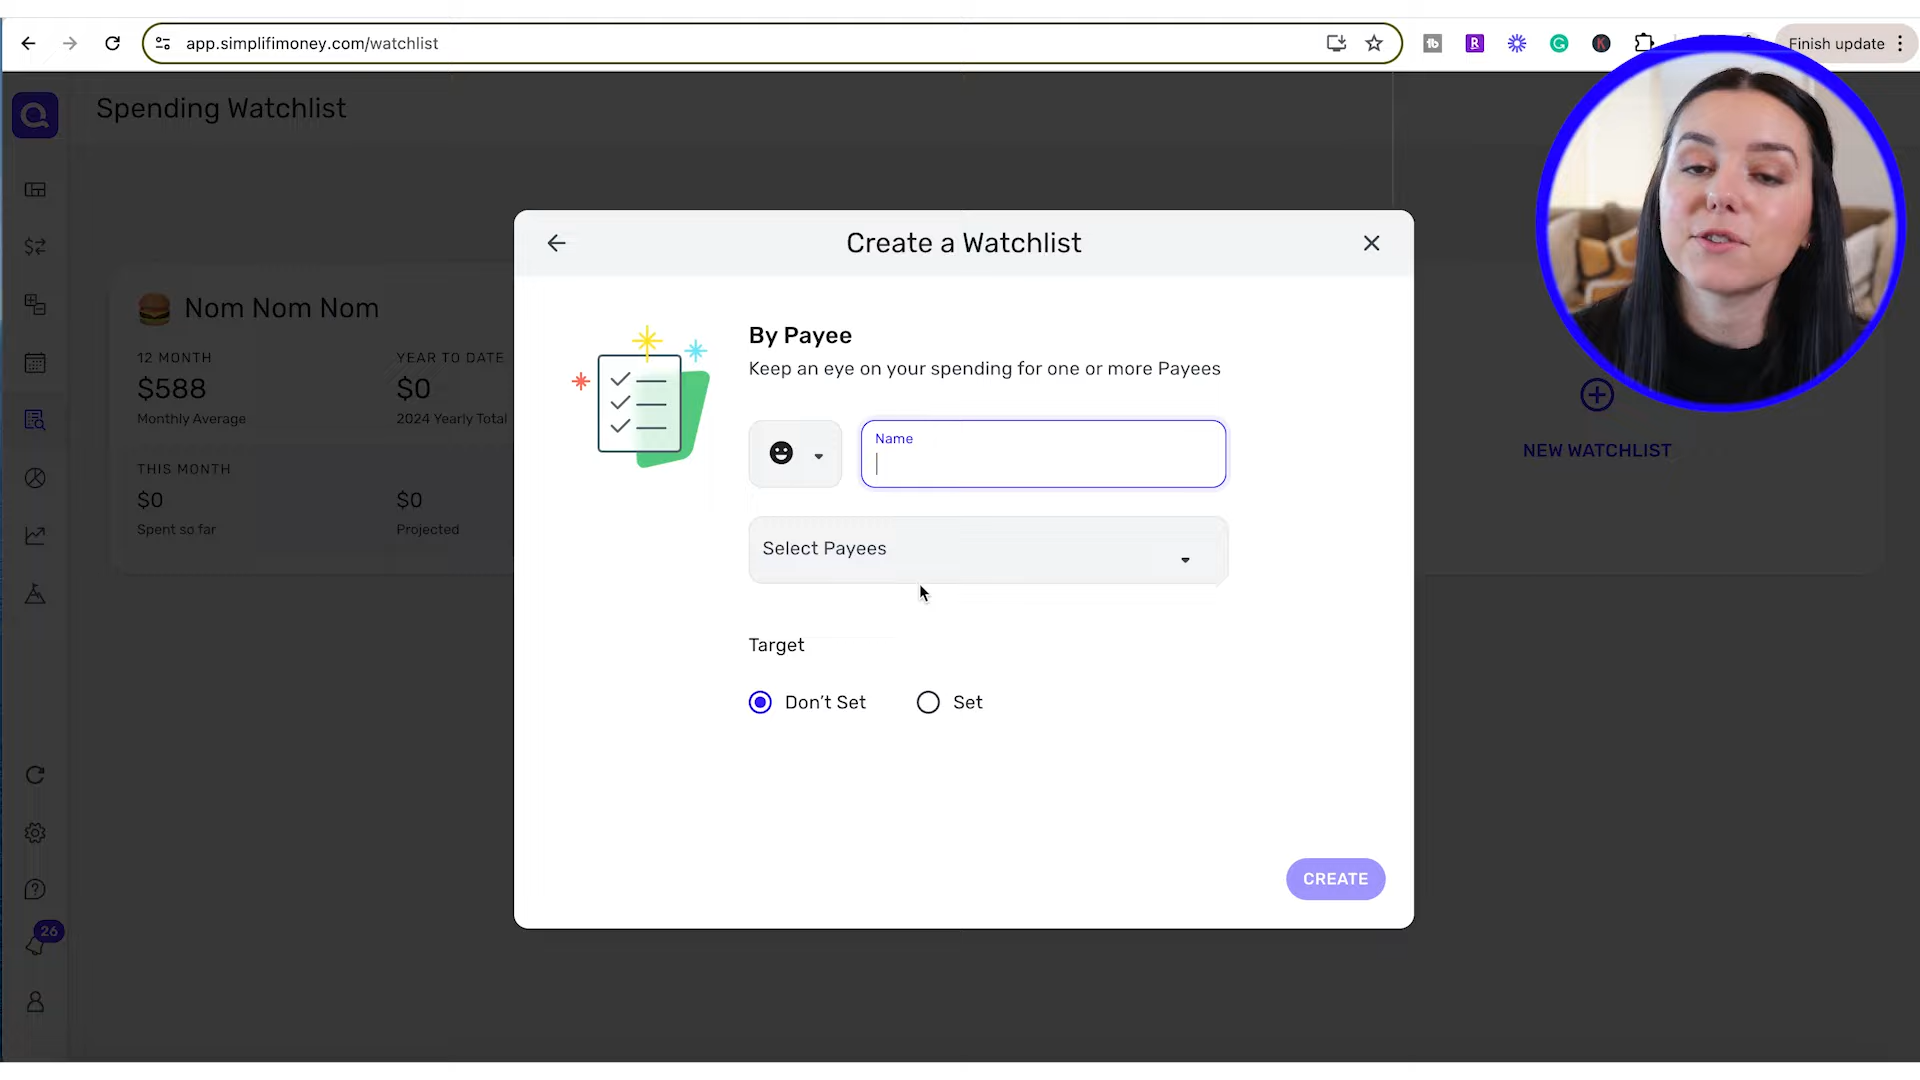 app.simplifimoney.com/watchlist
Finish update
Spending Watchlist
Nom Nom Nom
12 MONTH
YEAR TO DATE
$588
$0
Monthly Average
2024 Yearly Total
THIS MONTH
$0
$0
Spent so far
Projected
Create a Watchlist
By Payee
Keep an eye on your spending for one or more Payees
Name
Select Payees
Target
Don't Set
Set
CREATE
NEW WATCHLIST
26